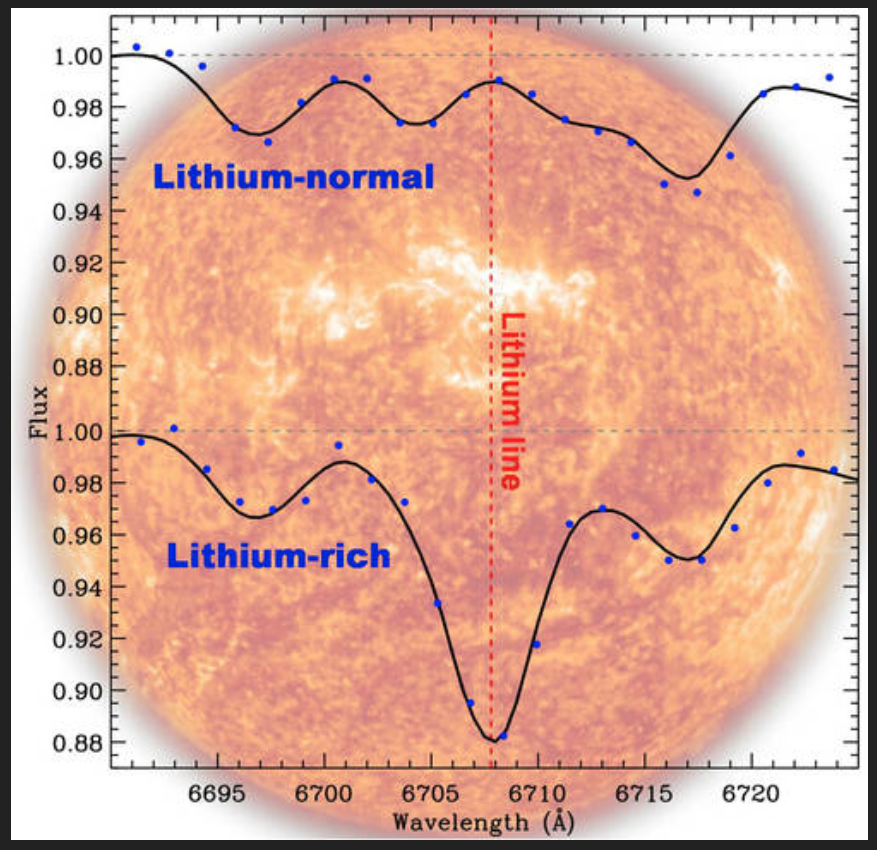 1.00
0.98
0.96
Lithium-normal
0.94
0.92
0.90
0.88
Lithium line
Flux
1.00
0.98
0.96
Lithium-rich
0.94
0.92
0.90
0.88
6695 6700 6705 6710 6715 6720
Wavelength (Å)